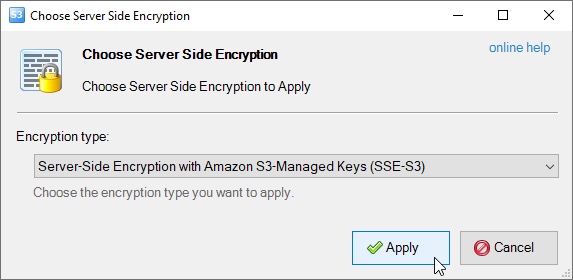 S3 Choose Server Side Encryption
online help
Choose Server Side Encryption
Choose Server Side Encryption to Apply
Encryption type:
Server-Side Encryption with Amazon S3-Managed Keys (SSE-S3)
Choose the encryption type you want to apply.
Apply Cancel